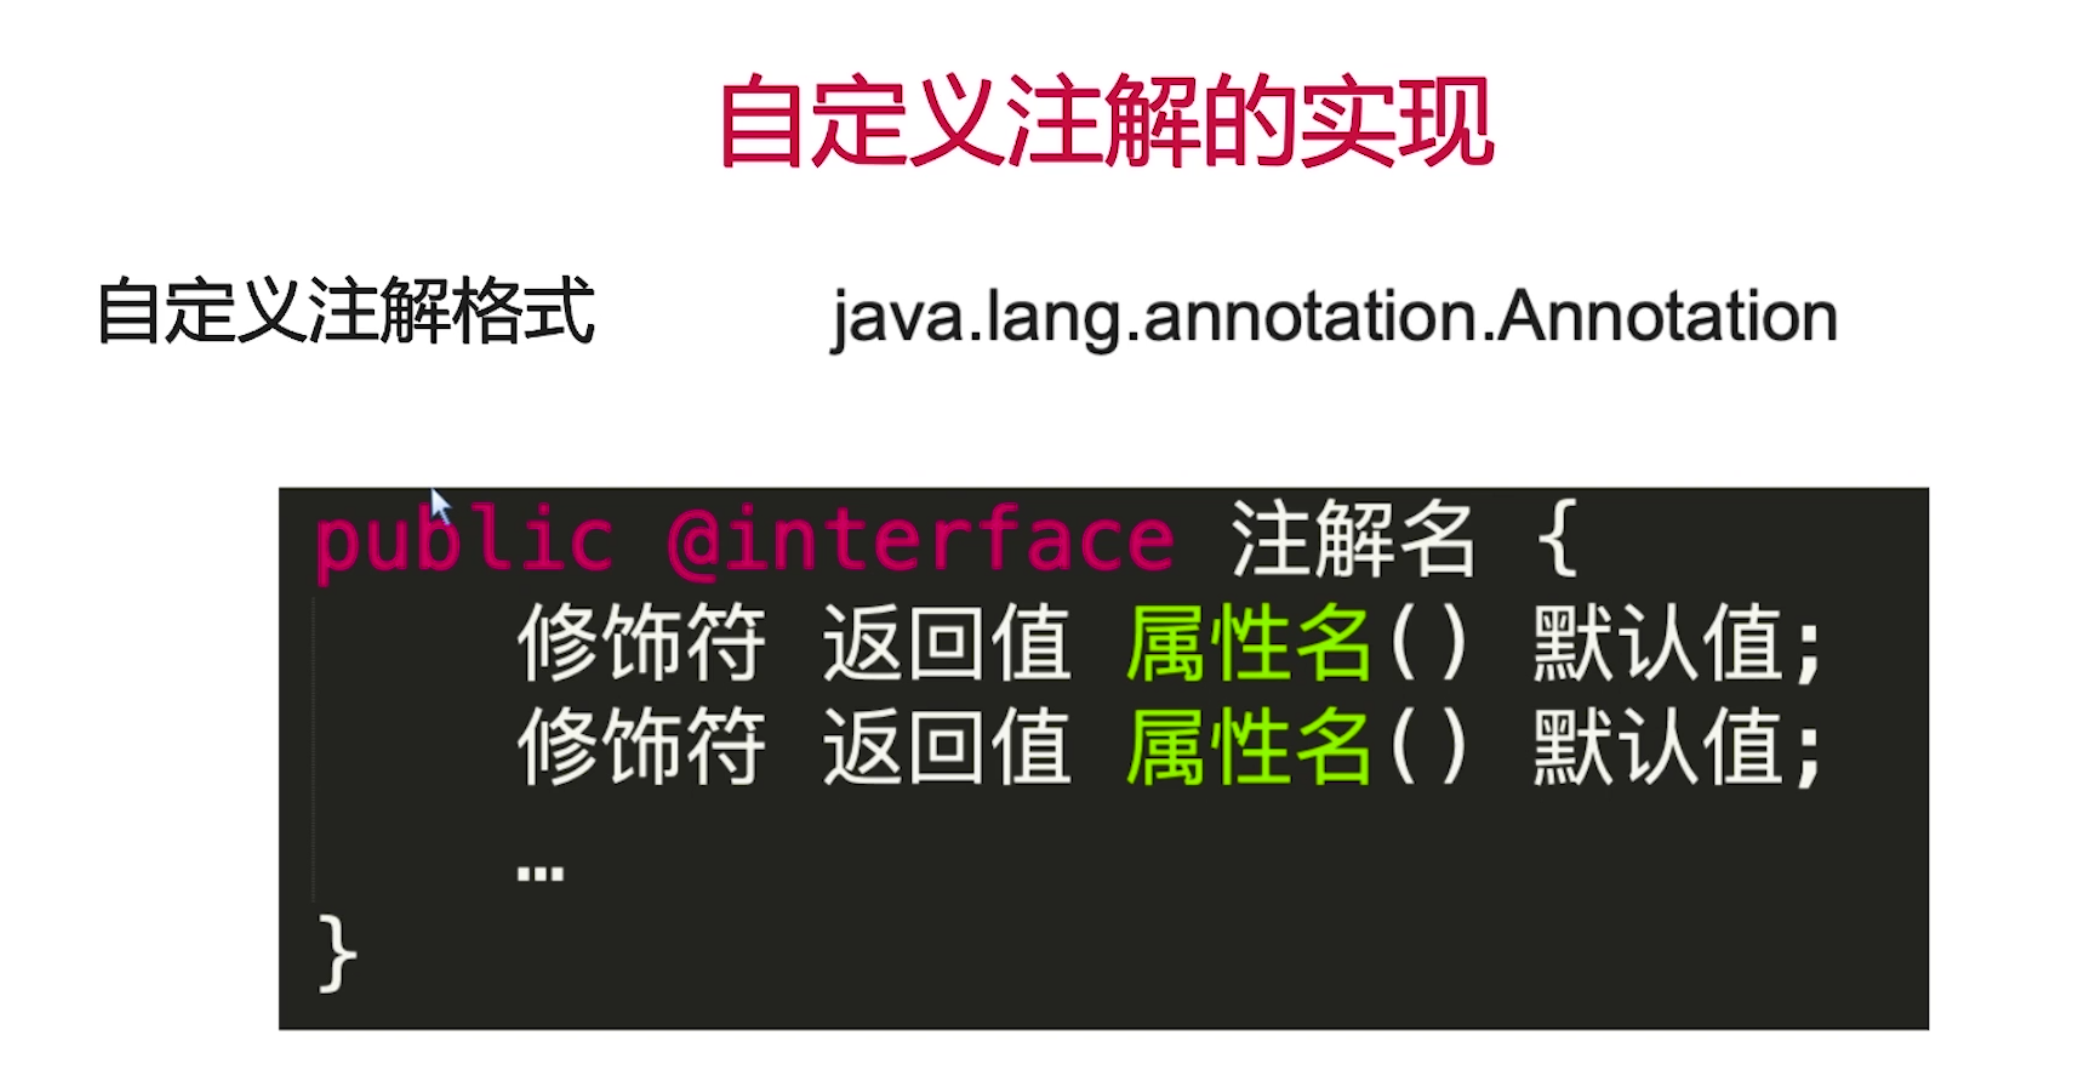 自定义注解的实现
自定义注解格式 java.lang.annotation.Annotation
public @interface 注解名 {
修饰符 返回值 属性名() 默认值;
修饰符 返回值 属性名() 默认值;
…
}